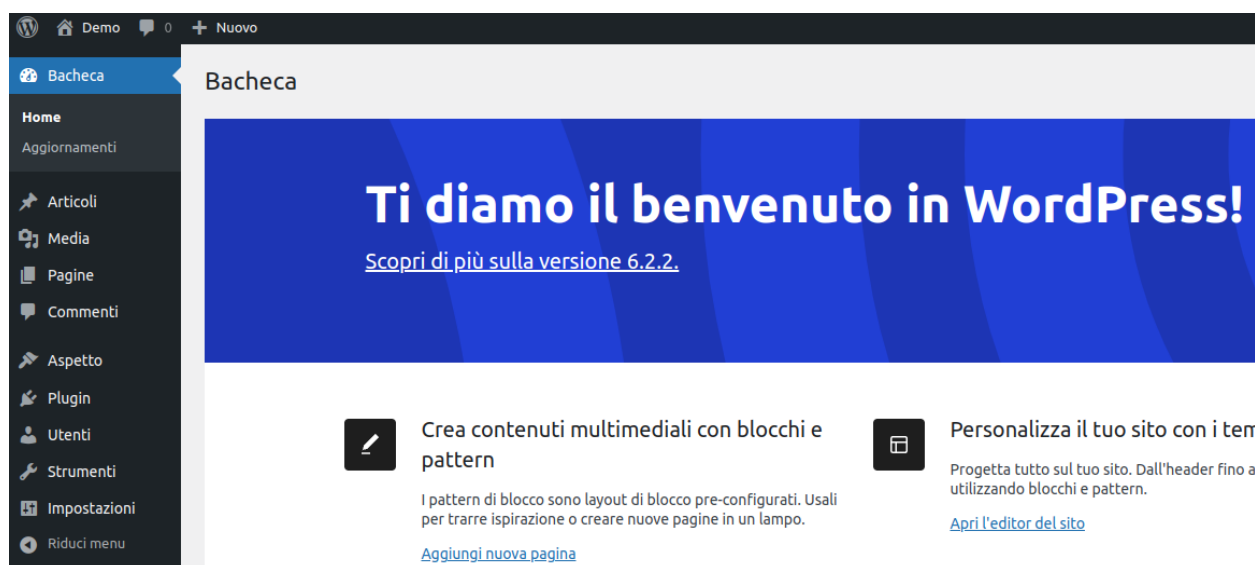 Demo 0 Nuovo
Bacheca
Home
Aggiornamenti
Articoli
Media
Pagine
Commenti
Aspetto
Plugin
Utenti
Strumenti
Impostazioni
Riduci menu
Bacheca
Ti diamo il benvenuto in WordPress!
Scopri di più sulla versione 6.2.2.
Crea contenuti multimediali con blocchi e
pattern
I pattern di blocco sono layout di blocco pre-configurati. Usali
per trarre ispirazione o creare nuove pagine in un lampo.
Aggiungi nuova pagina
Personalizza il tuo sito con i
Progetta tutto sul tuo sito. Dall'header fino
utilizzando blocchi e pattern.
Apri l'editor del sito